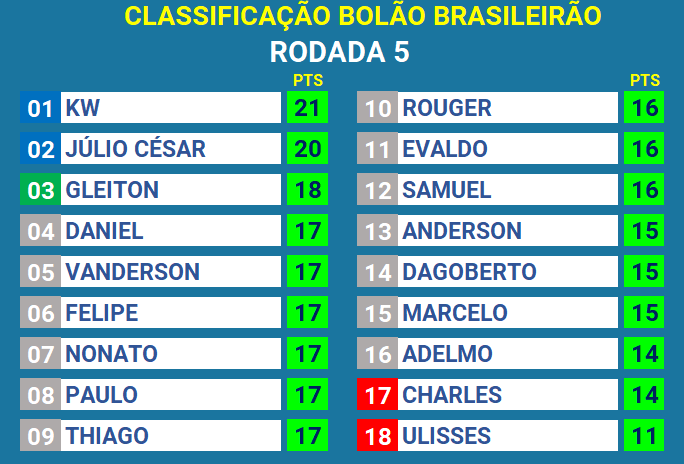 CLASSIFICAÇÃO BOLÃO BRASILEIRÃO
RODADA 5
PTS
01 KW 21
02 JÚLIO CÉSAR 20
03 GLEITON 18
04 DANIEL 17
05 VANDERSON 17
06 FELIPE 17
07 NONATO 17
08 PAULO 17
09 THIAGO 17
PTS
10 ROUGER 16
11 EVALDO 16
12 SAMUEL 16
13 ANDERSON 15
14 DAGOBERTO 15
15 MARCELO 15
16 ADELMO 14
17 CHARLES 14
18 ULISSES 11